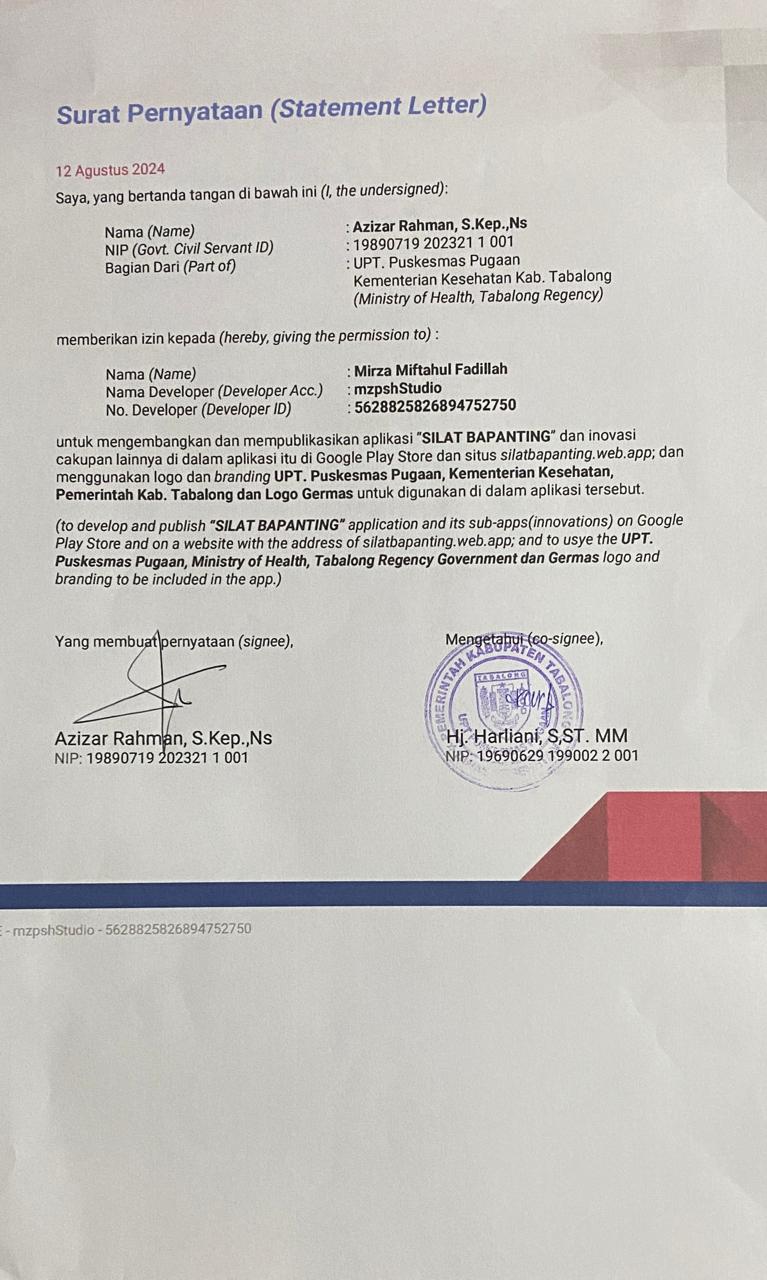 Surat Pernyataan (Statement Letter)
12 Agustus 2024
Saya, yang bertanda tangan di bawah ini (I, the undersigned):
Nama (Name) : Azizar Rahman, S.Kep.,Ns
NIP (Govt. Civil Servant ID) : 19890719 202321 1 001
Bagian Dari (Part of) : UPT. Puskesmas Pugaan
Kementerian Kesehatan Kab. Tabalong
(Ministry of Health, Tabalong Regency)
memberikan izin kepada (hereby, giving the permission to) :
Nama (Name) : Mirza Miftahul Fadillah
Nama Developer (Developer Acc.) : mzpshStudio
No. Developer (Developer ID) : 5628825826894752750
untuk mengembangkan dan mempublikasikan aplikasi "SILAT BAPANTING" dan inovasi
cakupan lainnya di dalam aplikasi itu di Google Play Store dan situs silatbapanting.web.app; dan
menggunakan logo dan branding UPT. Puskesmas Pugaan, Kementerian Kesehatan,
Pemerintah Kab. Tabalong dan Logo Germas untuk digunakan di dalam aplikasi tersebut.
(to develop and publish "SILAT BAPANTING" application and its sub-apps(innovations) on Google
Play Store and on a website with the address of silatbapanting.web.app; and to usye the UPT.
Puskesmas Pugaan, Ministry of Health, Tabalong Regency Government dan Germas logo and
branding to be included in the app.)
Yang membuat pernyataan (signee),
Mengetahui (co-signee),
PEMERINTAH KABUPATEN TABALONG
TABALONG
Azizar Rahman, S.Kep.,Ns
NIP: 19890719 202321 1 001
Hj. Harliani, S,ST. MM
NIP: 19690629 199002 2 001
- mzpshStudio - 5628825826894752750